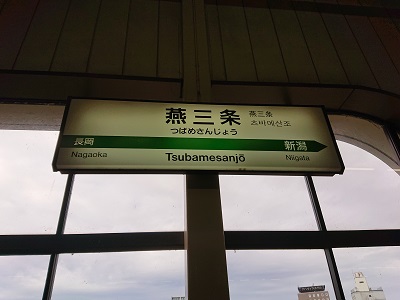 燕三条
燕三条
つばめさんじょう
츠바메산조
長岡
新潟
Nagaoka
Tsubamesanjō
Niigata